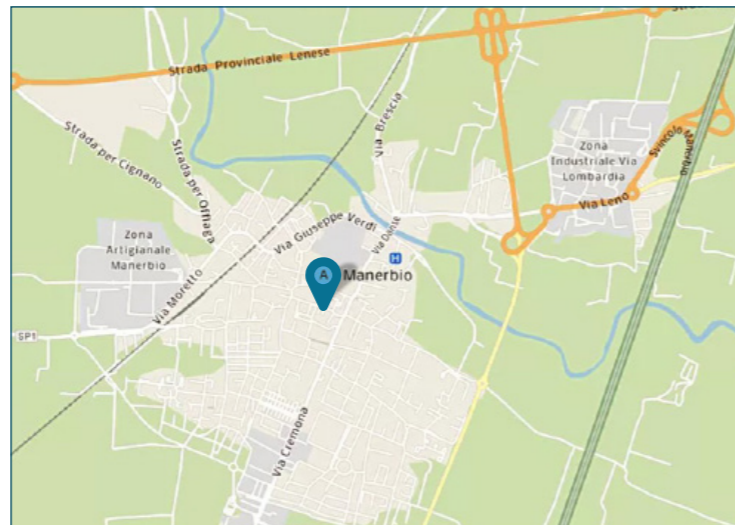 Strada Provinciale Lenese
Strada per Cignano
Strada per Offlaga
Via Brescia
Zona
Industriale Via
Lombardia
Svincolo Manerbio
Via Leno
Via Giuseppe Verdi
Via Dante
Zona
Artigianale
Manerbio
Via Moretto
H
A
Manerbio
SP1
Via Cremona